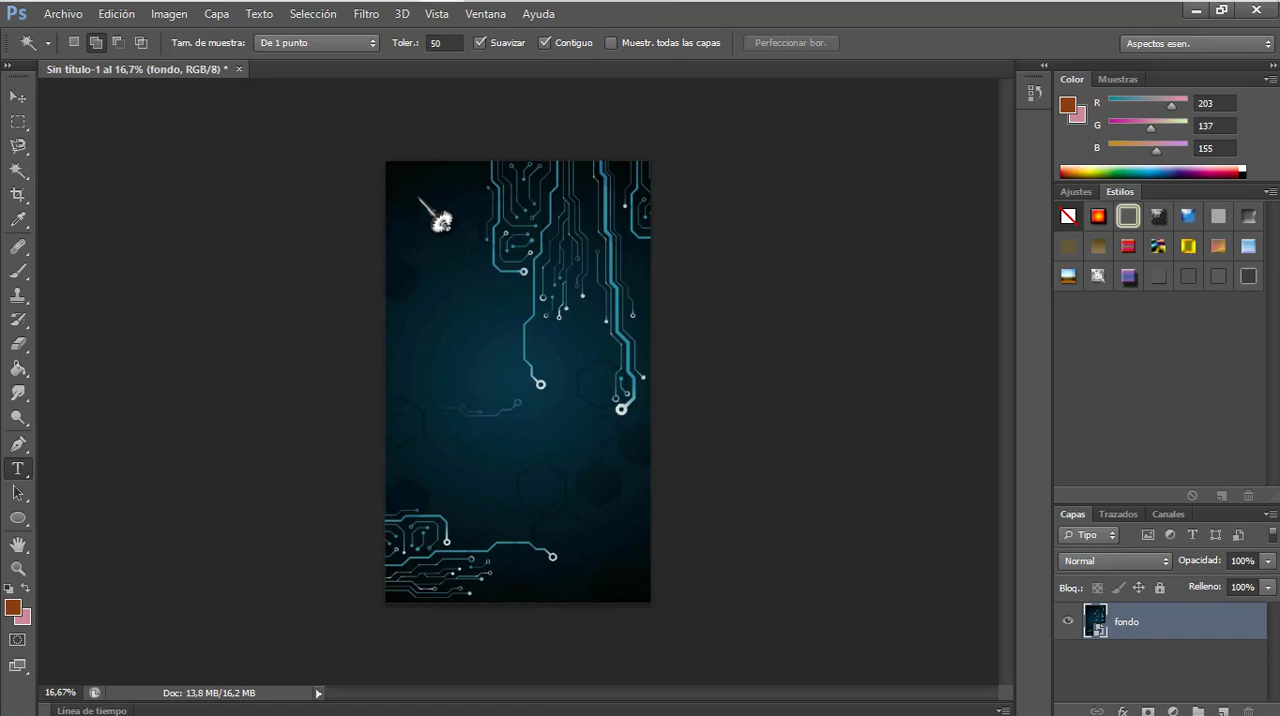 Ps Archivo Edición Imagen Capa Texto Selección Filtro 3D Vista Ventana Ayuda
Tam. de muestra: De 1 punto Toler.: 50 Suavizar Contiguo Muestr. todas las capas Perfeccionar bor. Aspectos esen.
Sin título-1 al 16,7% (fondo, RGB/8) * ×
Color Muestras
R 203
G 137
B 155
Ajustes Estilos
Capas Trazados Canales
Tipo
Normal Opacidad: 100%
Bloq.: Relleno: 100%
fondo
T
16,67% Doc: 13,8 MB/16,2 MB
Línea de tiempo
fx